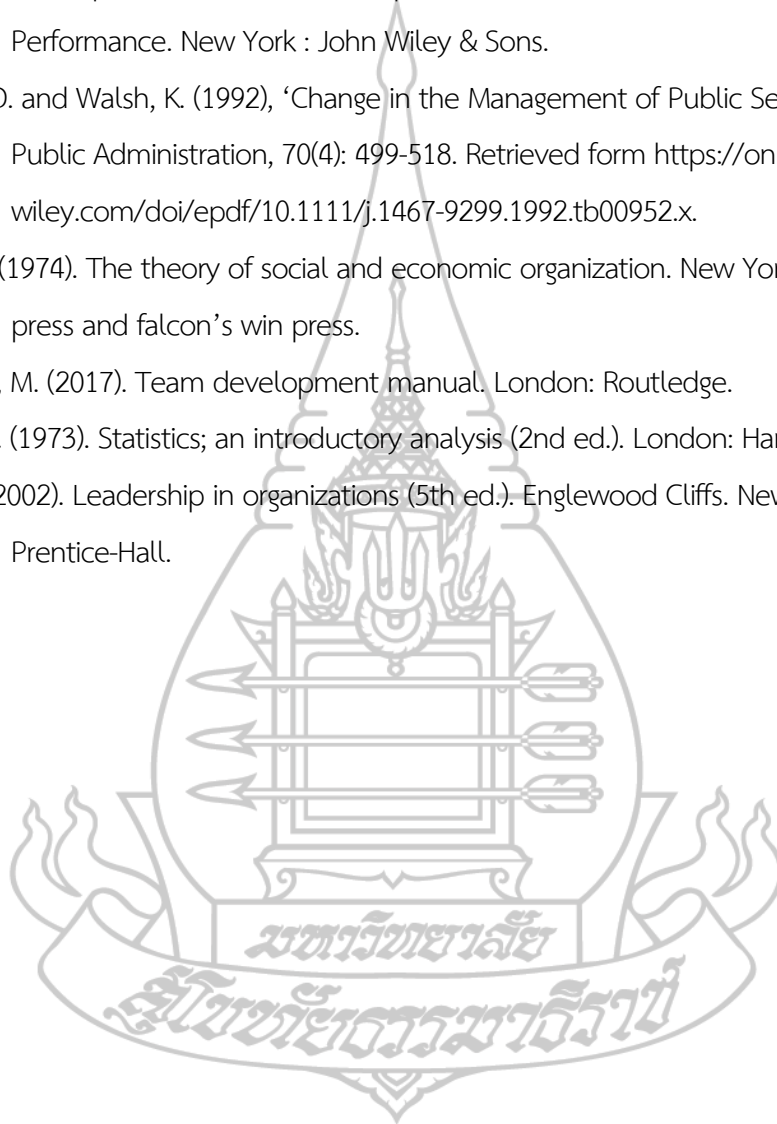 Performance. New York : John Wiley & Sons.
D. and Walsh, K. (1992), ‘Change in the Management of Public Se
Public Administration, 70(4): 499-518. Retrieved form https://on
wiley.com/doi/epdf/10.1111/j.1467-9299.1992.tb00952.x.
(1974). The theory of social and economic organization. New Yor
press and falcon’s win press.
, M. (2017). Team development manual. London: Routledge.
. (1973). Statistics; an introductory analysis (2nd ed.). London: Har
2002). Leadership in organizations (5th ed.). Englewood Cliffs. New
Prentice-Hall.
มหาวิทยาลัย
สุโขทัยธรรมาธิราช